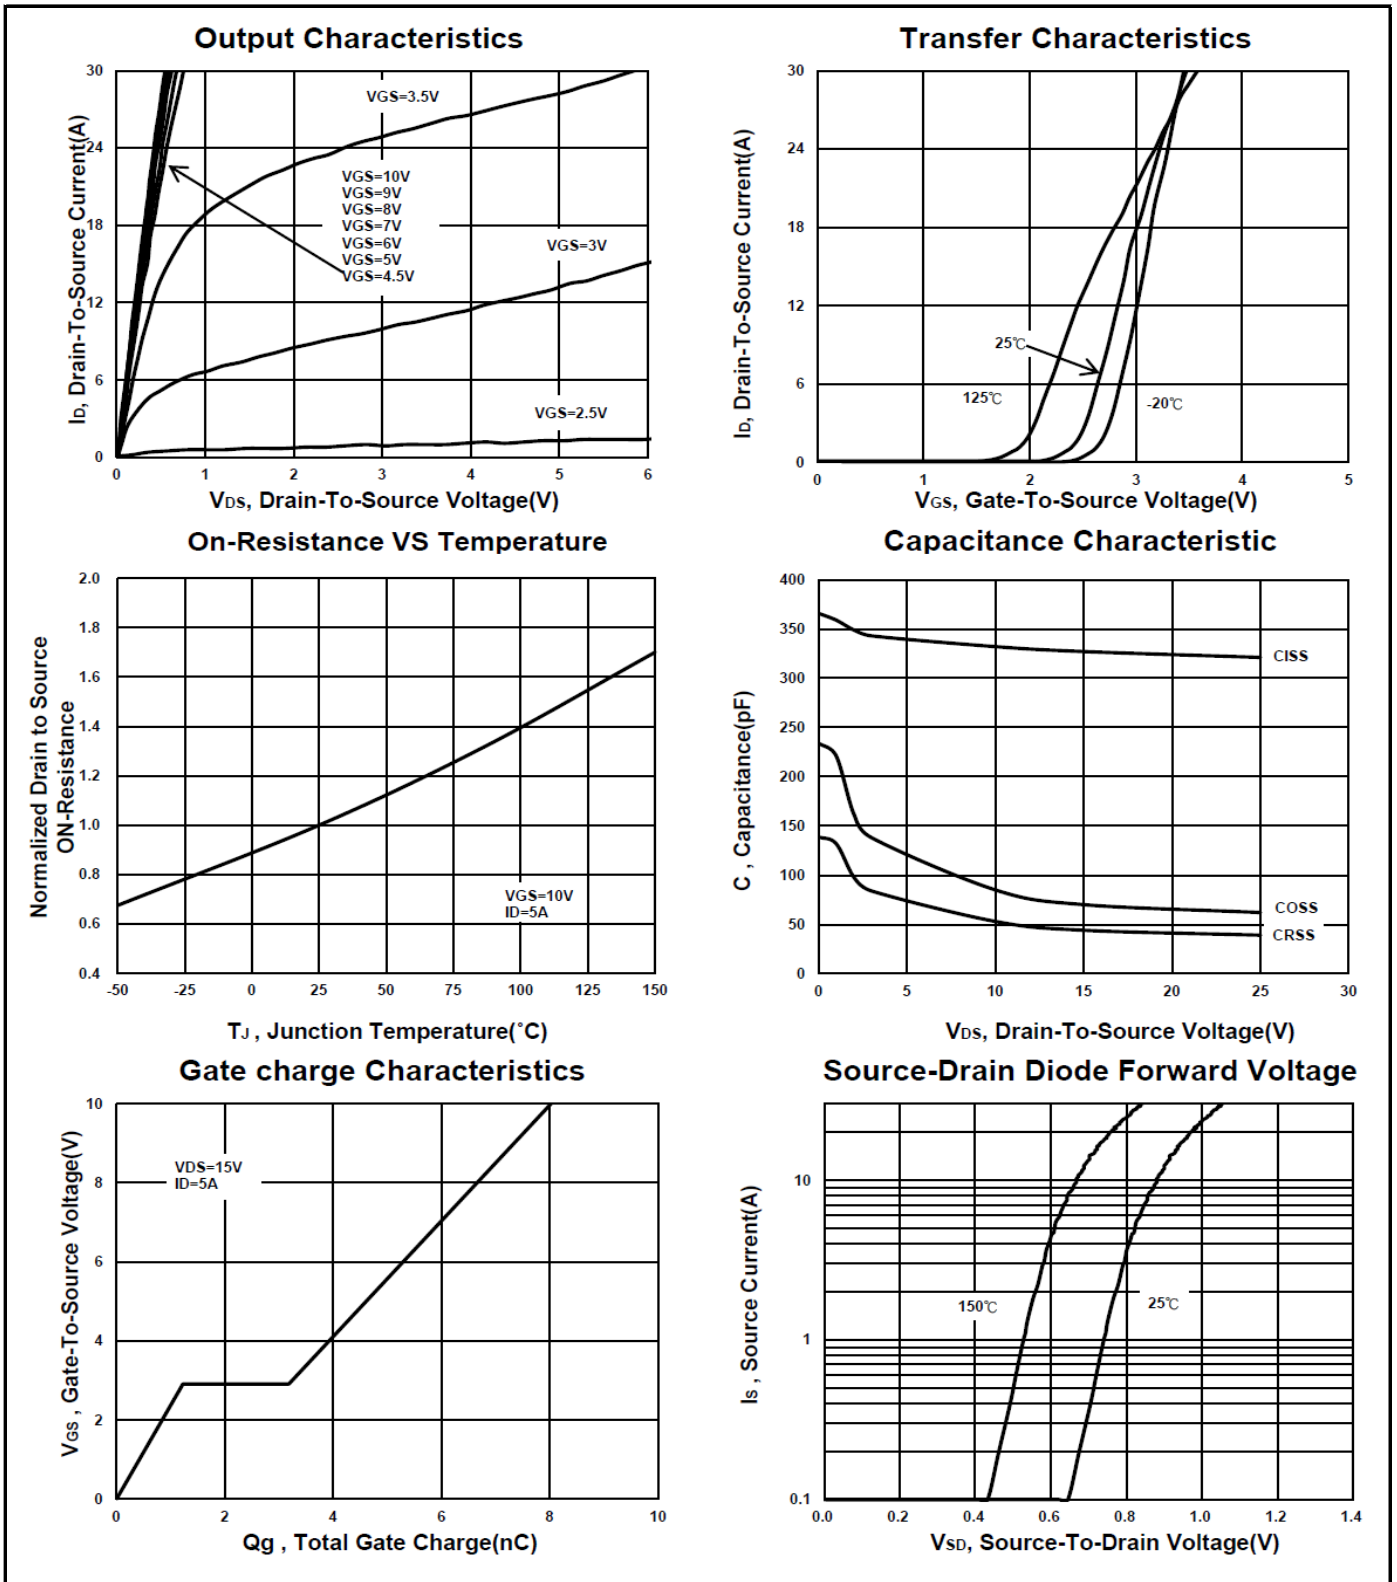 Output Characteristics
30
24
18
12
6
0
ID, Drain-To-Source Current(A)
VGS=3.5V
VGS=10V
VGS=9V
VGS=8V
VGS=7V
VGS=6V
VGS=5V
VGS=4.5V
VGS=3V
VGS=2.5V
0 1 2 3 4 5 6
VDS, Drain-To-Source Voltage(V)
Transfer Characteristics
30
24
18
12
6
0
ID, Drain-To-Source Current(A)
25℃
125℃
-20℃
0 1 2 3 4 5
VGS, Gate-To-Source Voltage(V)
On-Resistance VS Temperature
2.0
1.8
1.6
1.4
1.2
1.0
0.8
0.6
0.4
Normalized Drain to Source
ON-Resistance
VGS=10V
ID=5A
-50 -25 0 25 50 75 100 125 150
TJ , Junction Temperature(°C)
Capacitance Characteristic
400
350
300
250
200
150
100
50
0
C , Capacitance(pF)
CISS
COSS
CRSS
0 5 10 15 20 25 30
VDS, Drain-To-Source Voltage(V)
Gate charge Characteristics
10
8
6
4
2
0
VGS , Gate-To-Source Voltage(V)
VDS=15V
ID=5A
0 2 4 6 8 10
Qg , Total Gate Charge(nC)
Source-Drain Diode Forward Voltage
10
1
0.1
IS , Source Current(A)
150℃
25℃
0.0 0.2 0.4 0.6 0.8 1.0 1.2 1.4
VSD, Source-To-Drain Voltage(V)